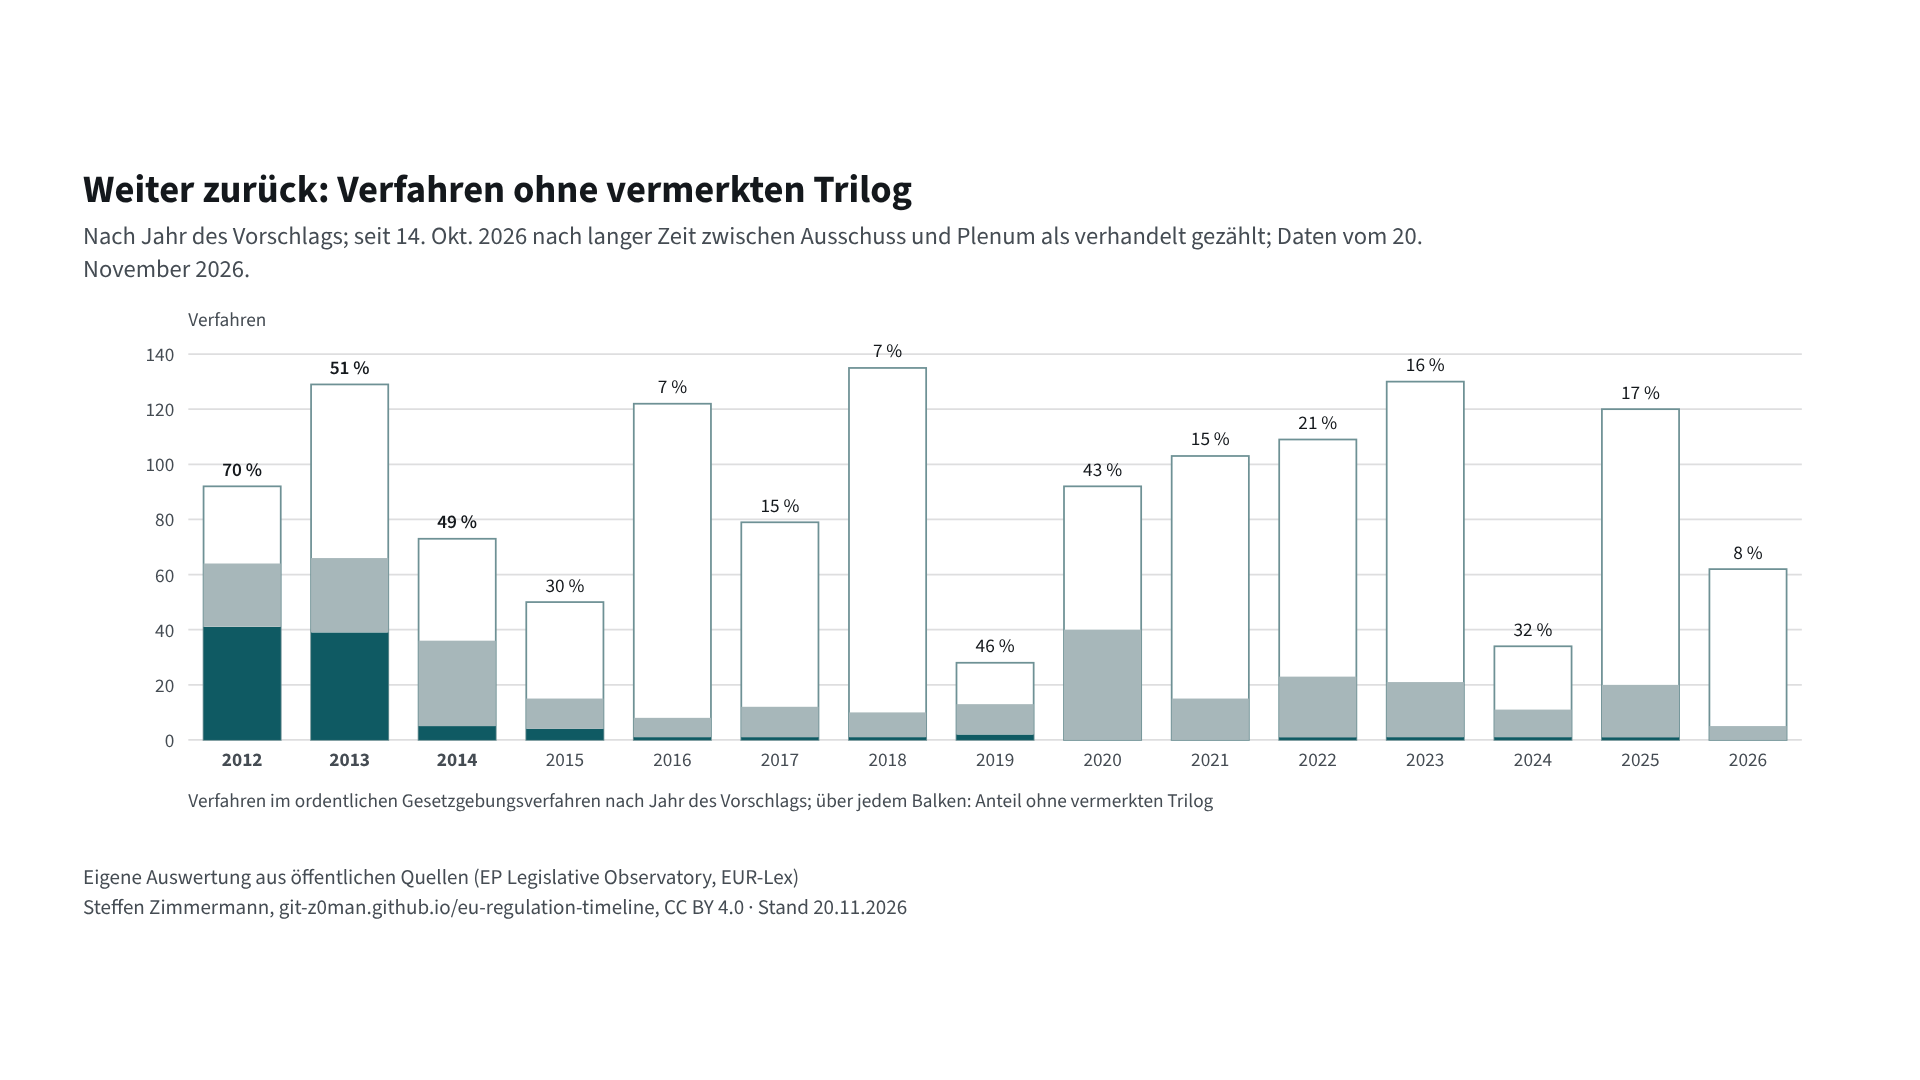 Weiter zurück: Verfahren ohne vermerkten Trilog
Nach Jahr des Vorschlags; seit 14. Okt. 2026 nach langer Zeit zwischen Ausschuss und Plenum als verhandelt gezählt; Daten vom 20.
November 2026.
Verfahren
140
120
100
80
60
40
20
0
70 %
51 %
49 %
30 %
7 %
15 %
7 %
46 %
43 %
15 %
21 %
16 %
32 %
17 %
8 %
2012 2013 2014 2015 2016 2017 2018 2019 2020 2021 2022 2023 2024 2025 2026
Verfahren im ordentlichen Gesetzgebungsverfahren nach Jahr des Vorschlags; über jedem Balken: Anteil ohne vermerkten Trilog
Eigene Auswertung aus öffentlichen Quellen (EP Legislative Observatory, EUR-Lex)
Steffen Zimmermann, git-z0man.github.io/eu-regulation-timeline, CC BY 4.0 · Stand 20.11.2026